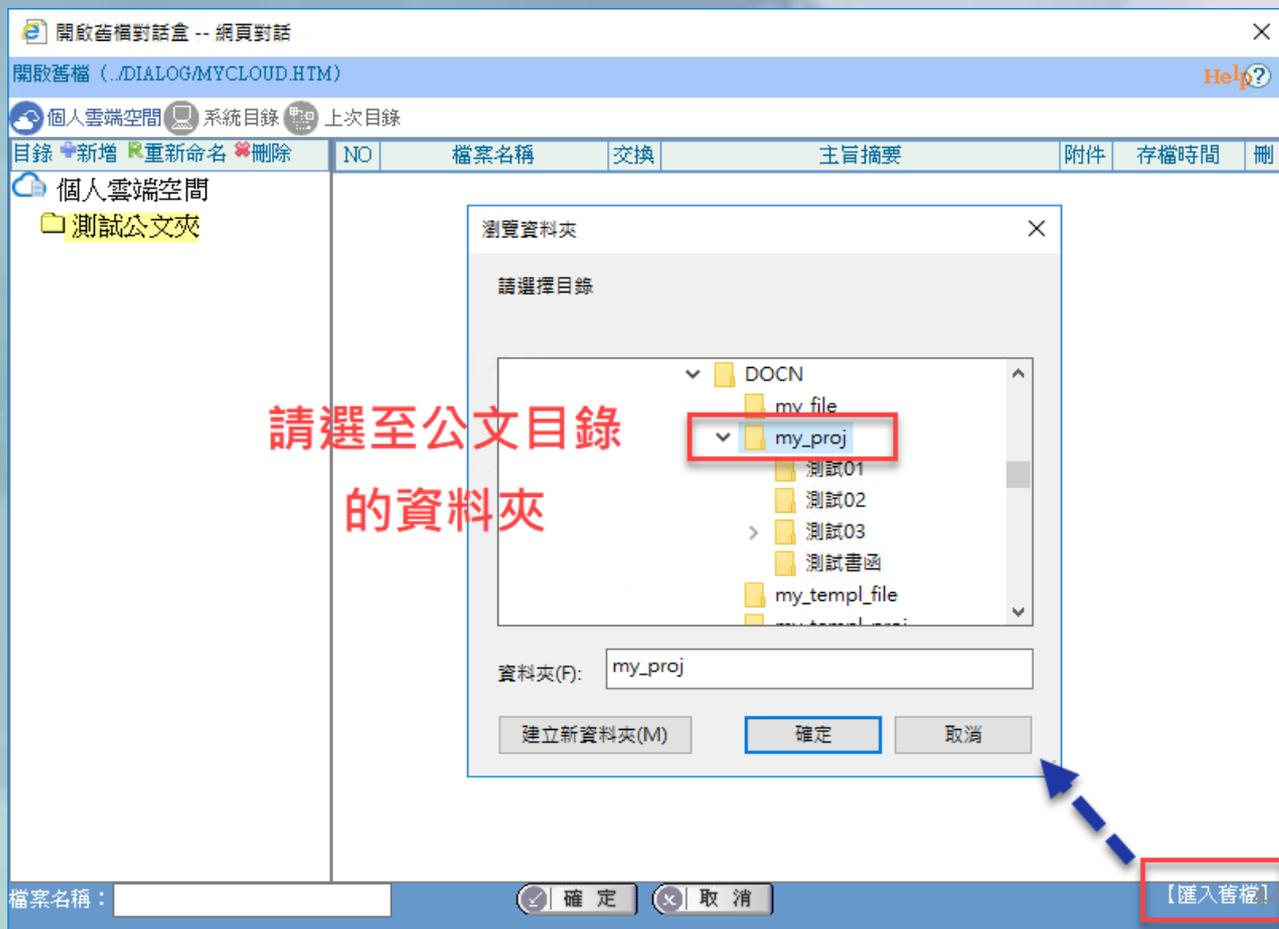 開啟舊檔對話盒 -- 網頁對話
開啟舊檔 (../DIALOG/MYCLOUD.HTM)
Help?
個人雲端空間 系統目錄 上次目錄
目錄 新增 R重新命名 刪除
NO 檔案名稱 交換 主旨摘要 附件 存檔時間 刪
個人雲端空間
測試公文夾
瀏覽資料夾
請選擇目錄
DOCN
my_file
my_proj
測試01
測試02
測試03
測試書函
my_templ_file
my_templ_proj
請選至公文目錄
的資料夾
資料夾(F): my_proj
建立新資料夾(M) 確定 取消
檔案名稱：
確 定 取 消
【匯入舊檔】